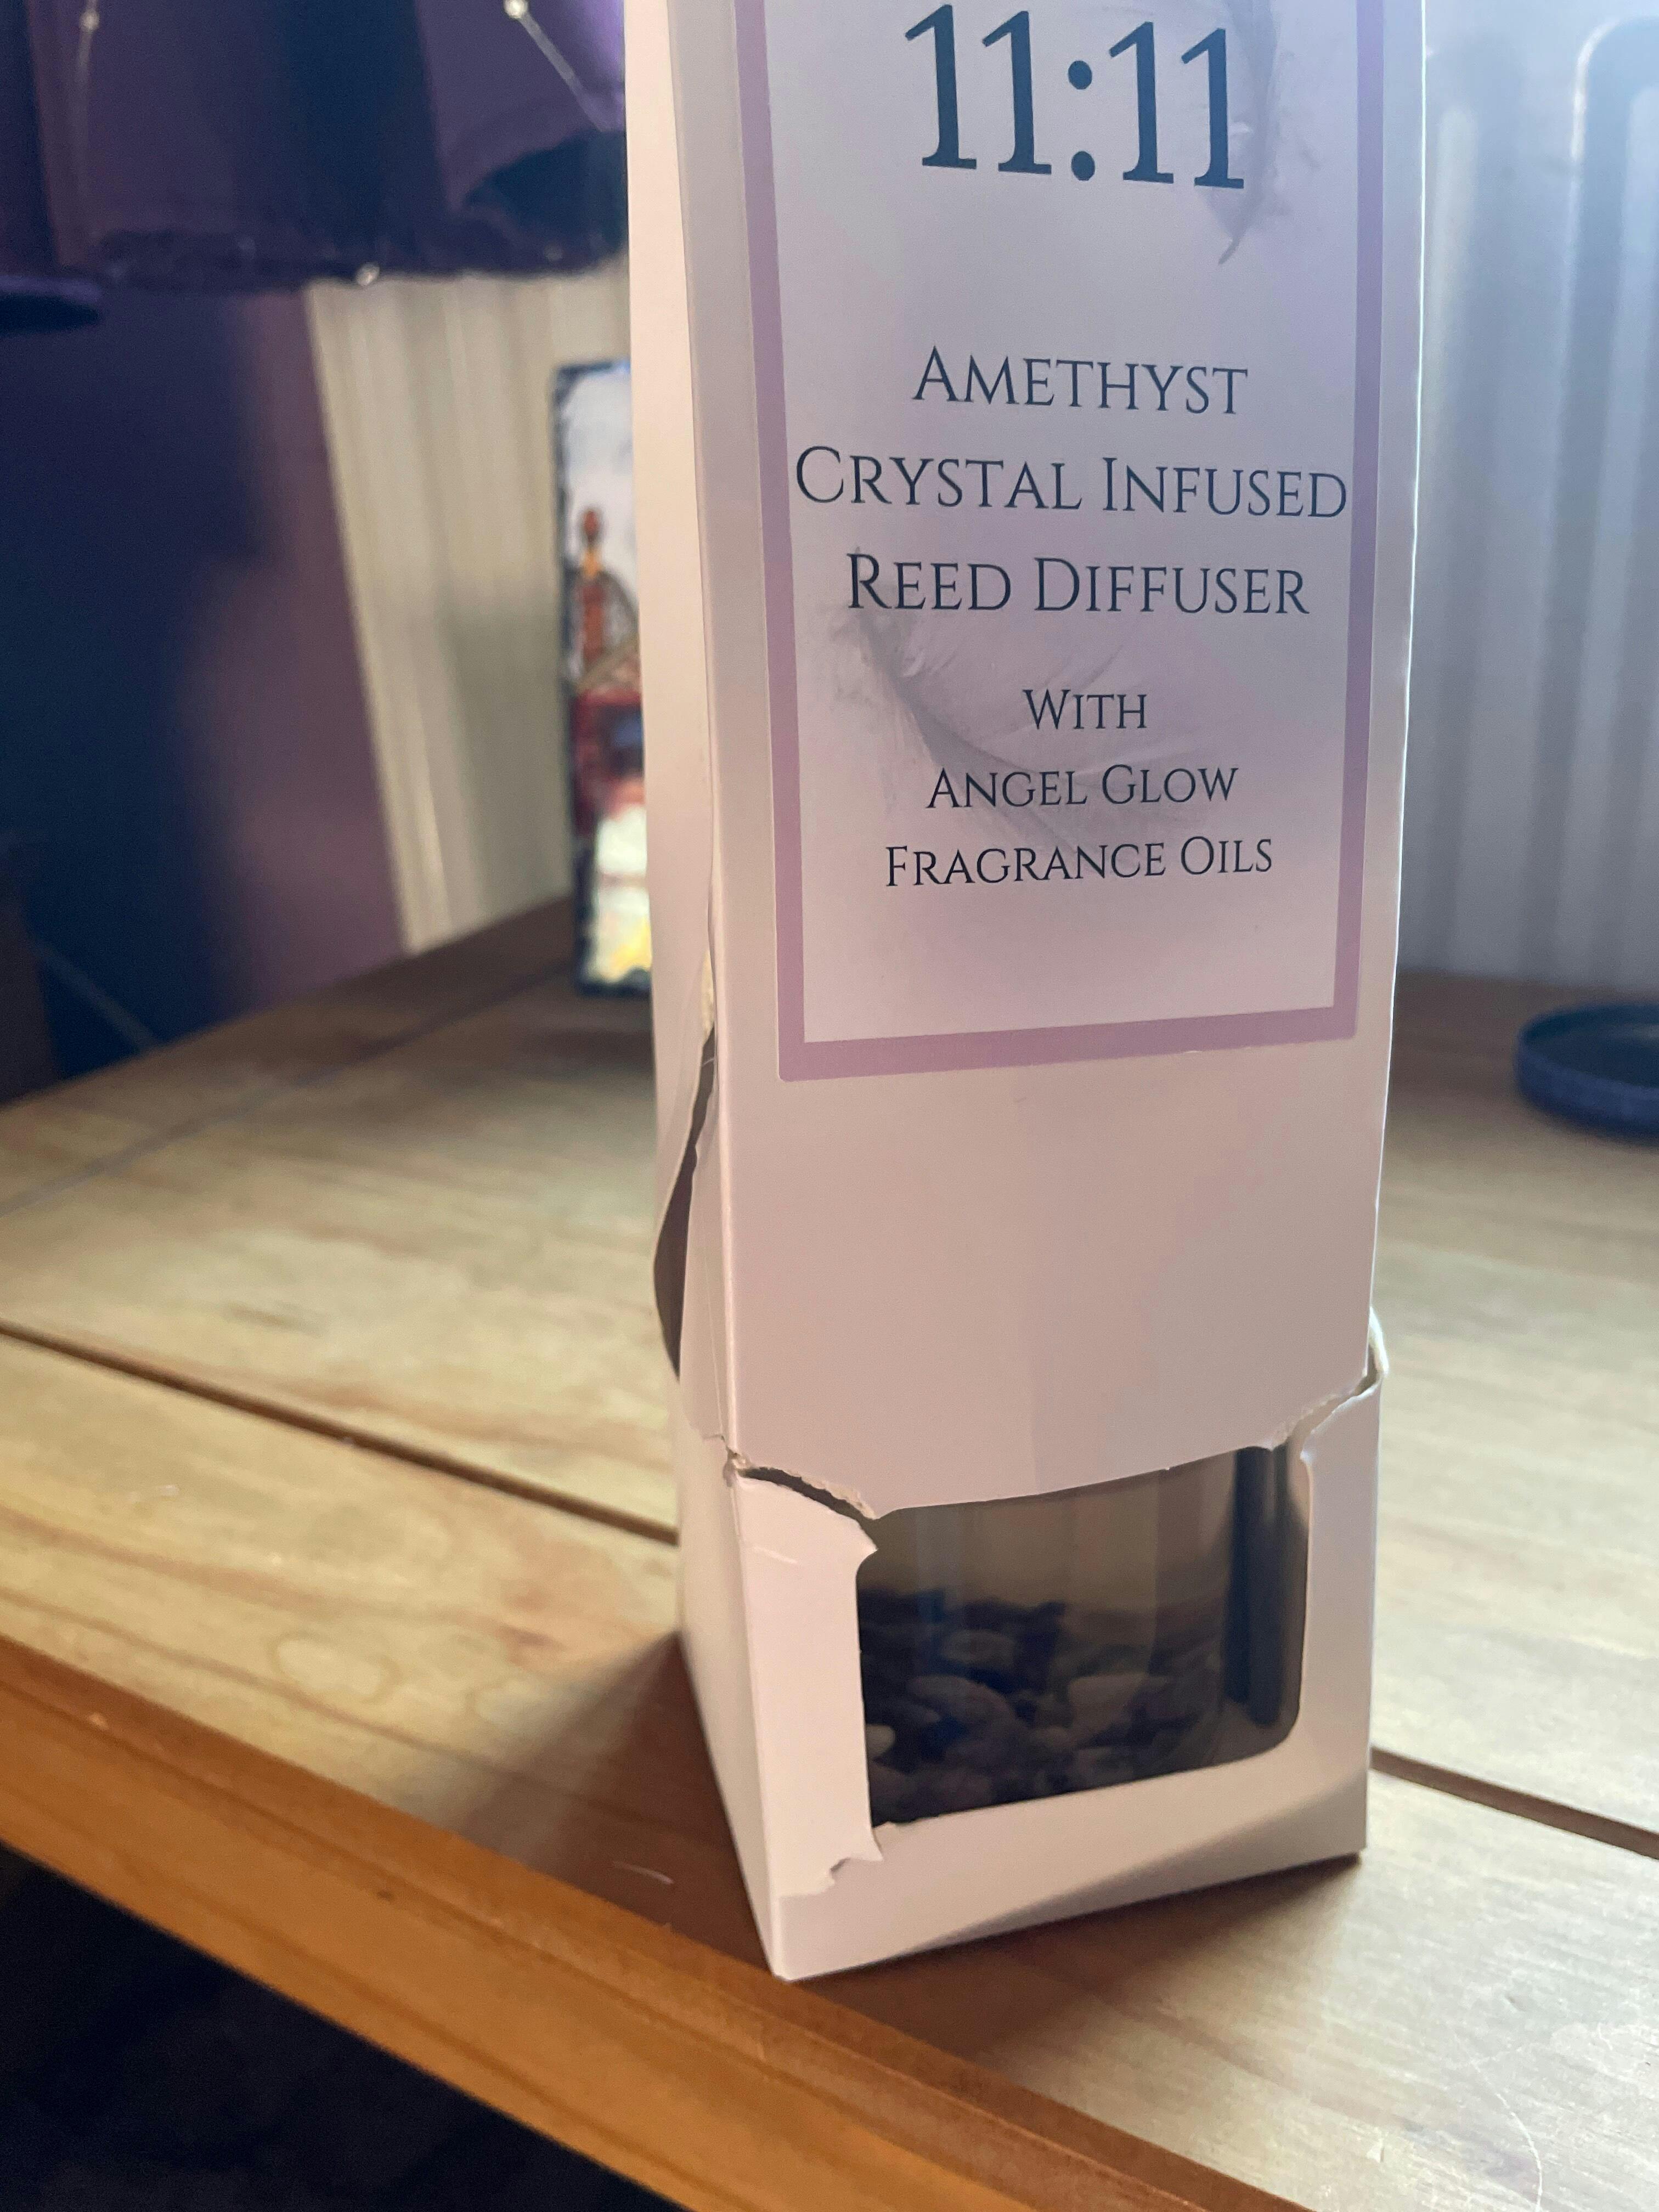 11:11
AMETHYST
CRYSTAL INFUSED
REED DIFFUSER
WITH
ANGEL GLOW
FRAGRANCE OILS